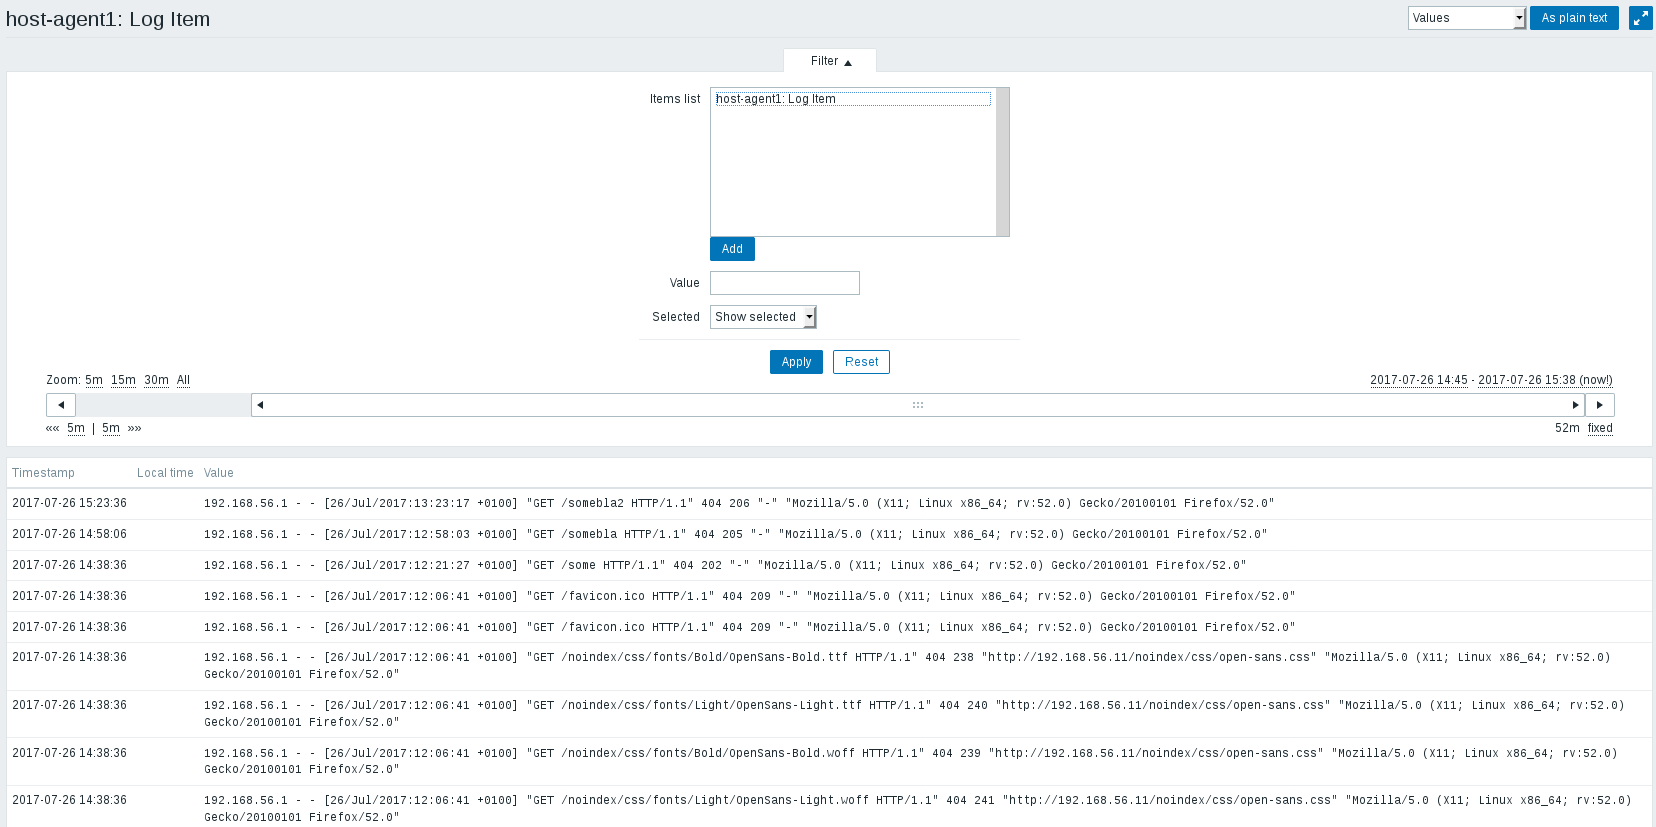 host-agent1: Log Item
Values
As plain text
Filter
Items list
host-agent1: Log Item
Add
Value
Selected
Show selected
Apply
Reset
Zoom: 5m 15m 30m All
2017-07-26 14:45 - 2017-07-26 15:38 (now!)
«« 5m | 5m »»
52m fixed
Timestamp Local time Value
2017-07-26 15:23:36 192.168.56.1 - - [26/Jul/2017:13:23:17 +0100] "GET /somebla2 HTTP/1.1" 404 206 "-" "Mozilla/5.0 (X11; Linux x86_64; rv:52.0) Gecko/20100101 Firefox/52.0"
2017-07-26 14:58:06 192.168.56.1 - - [26/Jul/2017:12:58:03 +0100] "GET /somebla HTTP/1.1" 404 205 "-" "Mozilla/5.0 (X11; Linux x86_64; rv:52.0) Gecko/20100101 Firefox/52.0"
2017-07-26 14:38:36 192.168.56.1 - - [26/Jul/2017:12:21:27 +0100] "GET /some HTTP/1.1" 404 202 "-" "Mozilla/5.0 (X11; Linux x86_64; rv:52.0) Gecko/20100101 Firefox/52.0"
2017-07-26 14:38:36 192.168.56.1 - - [26/Jul/2017:12:06:41 +0100] "GET /favicon.ico HTTP/1.1" 404 209 "-" "Mozilla/5.0 (X11; Linux x86_64; rv:52.0) Gecko/20100101 Firefox/52.0"
2017-07-26 14:38:36 192.168.56.1 - - [26/Jul/2017:12:06:41 +0100] "GET /favicon.ico HTTP/1.1" 404 209 "-" "Mozilla/5.0 (X11; Linux x86_64; rv:52.0) Gecko/20100101 Firefox/52.0"
2017-07-26 14:38:36 192.168.56.1 - - [26/Jul/2017:12:06:41 +0100] "GET /noindex/css/fonts/Bold/OpenSans-Bold.ttf HTTP/1.1" 404 238 "http://192.168.56.11/noindex/css/open-sans.css" "Mozilla/5.0 (X11; Linux x86_64; rv:52.0)
Gecko/20100101 Firefox/52.0"
2017-07-26 14:38:36 192.168.56.1 - - [26/Jul/2017:12:06:41 +0100] "GET /noindex/css/fonts/Light/OpenSans-Light.ttf HTTP/1.1" 404 240 "http://192.168.56.11/noindex/css/open-sans.css" "Mozilla/5.0 (X11; Linux x86_64; rv:52.0)
Gecko/20100101 Firefox/52.0"
2017-07-26 14:38:36 192.168.56.1 - - [26/Jul/2017:12:06:41 +0100] "GET /noindex/css/fonts/Bold/OpenSans-Bold.woff HTTP/1.1" 404 239 "http://192.168.56.11/noindex/css/open-sans.css" "Mozilla/5.0 (X11; Linux x86_64; rv:52.0)
Gecko/20100101 Firefox/52.0"
2017-07-26 14:38:36 192.168.56.1 - - [26/Jul/2017:12:06:41 +0100] "GET /noindex/css/fonts/Light/OpenSans-Light.woff HTTP/1.1" 404 241 "http://192.168.56.11/noindex/css/open-sans.css" "Mozilla/5.0 (X11; Linux x86_64; rv:52.0)
Gecko/20100101 Firefox/52.0"